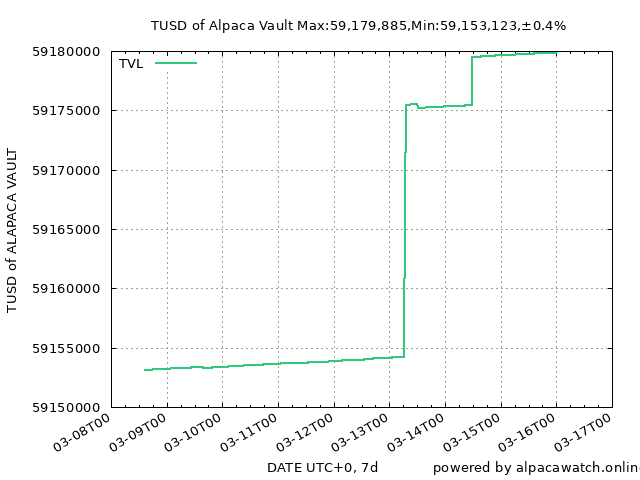 TUSD of Alpaca Vault Max:59,179,885,Min:59,153,123,±0.4%
TVL
59180000
59175000
59170000
59165000
59160000
59155000
59150000
TUSD of ALAPACA VAULT
03-08T00
03-09T00
03-10T00
03-11T00
03-12T00
03-13T00
03-14T00
03-15T00
03-16T00
03-17T00
DATE UTC+0, 7d
powered by alpacawatch.onlin